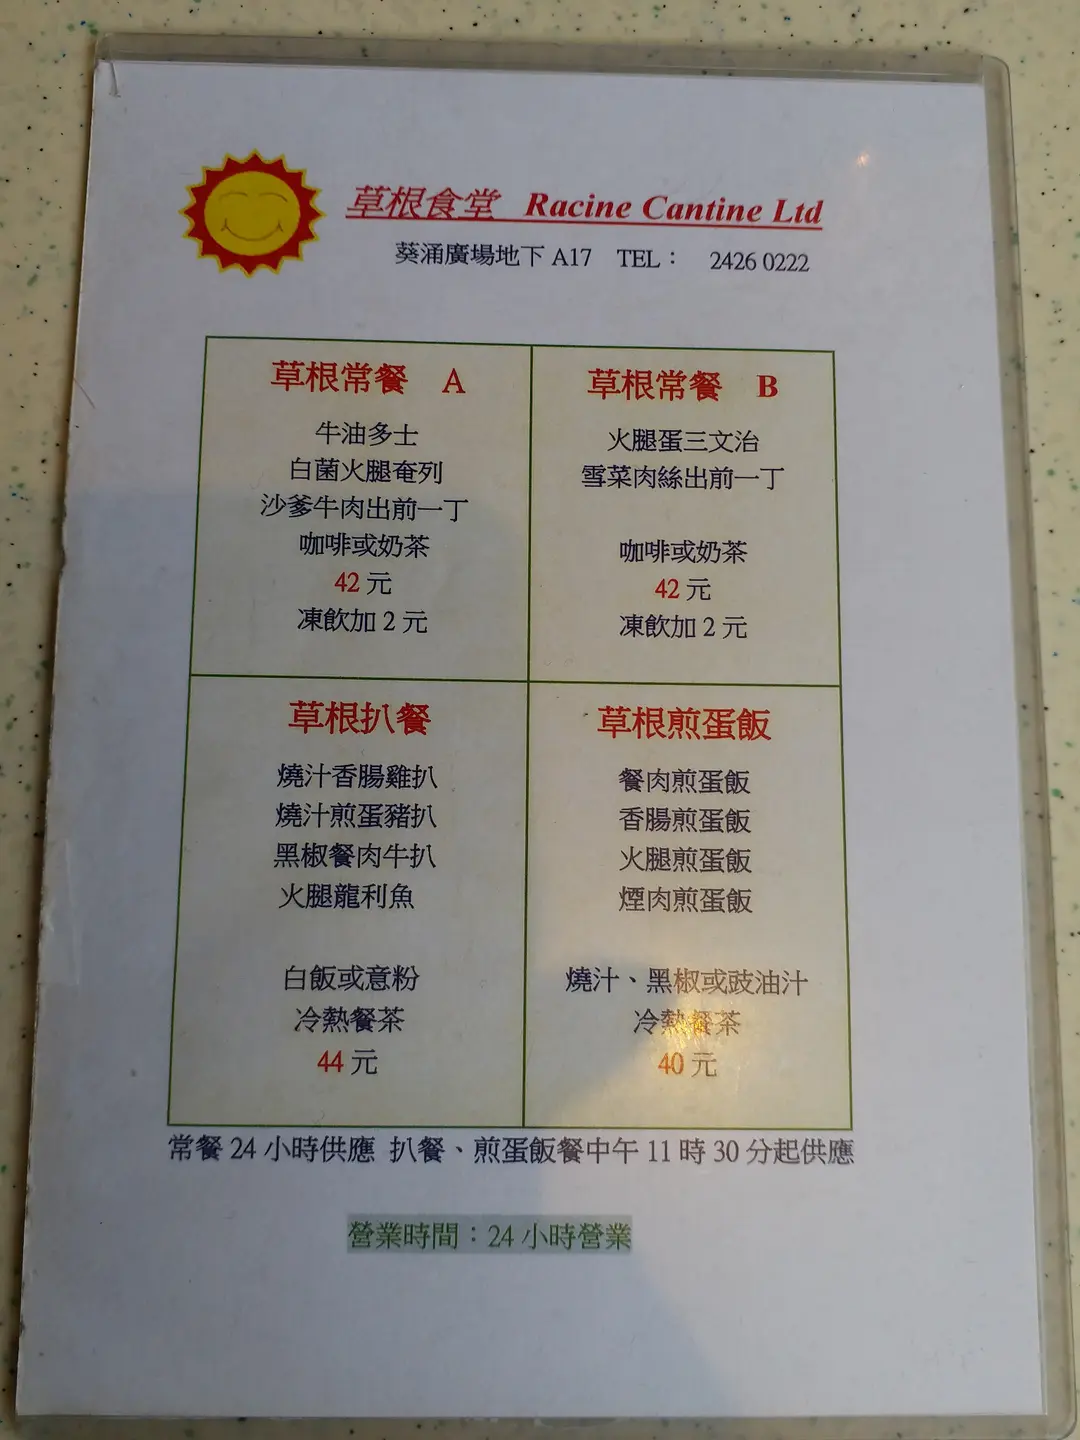 草根食堂 Racine Cantine Ltd
葵涌廣場地下 A17 TEL： 2426 0222
草根常餐 A
牛油多士
白菌火腿奄列
沙爹牛肉出前一丁
咖啡或奶茶
42 元
凍飲加 2 元
草根常餐 B
火腿蛋三文治
雪菜肉絲出前一丁
咖啡或奶茶
42 元
凍飲加 2 元
草根扒餐
燒汁香腸雞扒
燒汁煎蛋豬扒
黑椒餐肉牛扒
火腿龍利魚
白飯或意粉
冷熱餐茶
44 元
草根煎蛋飯
餐肉煎蛋飯
香腸煎蛋飯
火腿煎蛋飯
煙肉煎蛋飯
燒汁、黑椒或豉油汁
冷熱餐茶
40 元
常餐 24 小時供應 扒餐、煎蛋飯餐中午 11 時 30 分起供應
營業時間：24 小時營業